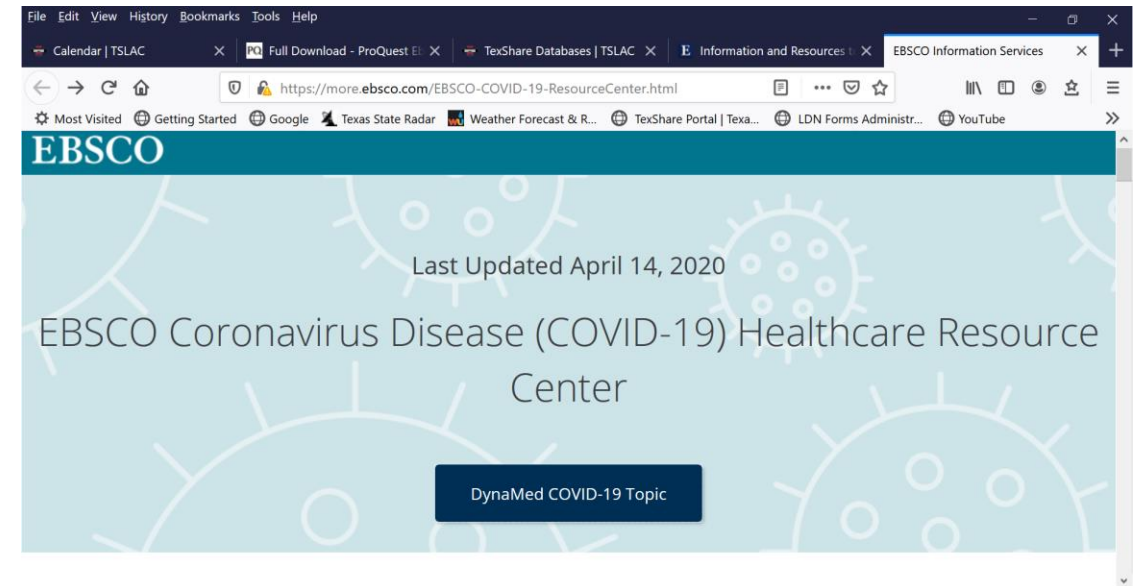 File Edit View History Bookmarks Tools Help
Calendar | TSLAC PQ Full Download - ProQuest TexShare Databases | TSLAC E Information and Resources EBSCO Information Services
https://more.ebsco.com/EBSCO-COVID-19-ResourceCenter.html
Most Visited Getting Started Google Texas State Radar Weather Forecast & R... TexShare Portal | Texa... LDN Forms Administr... YouTube
EBSCO
Last Updated April 14, 2020
EBSCO Coronavirus Disease (COVID-19) Healthcare Resource
Center
DynaMed COVID-19 Topic